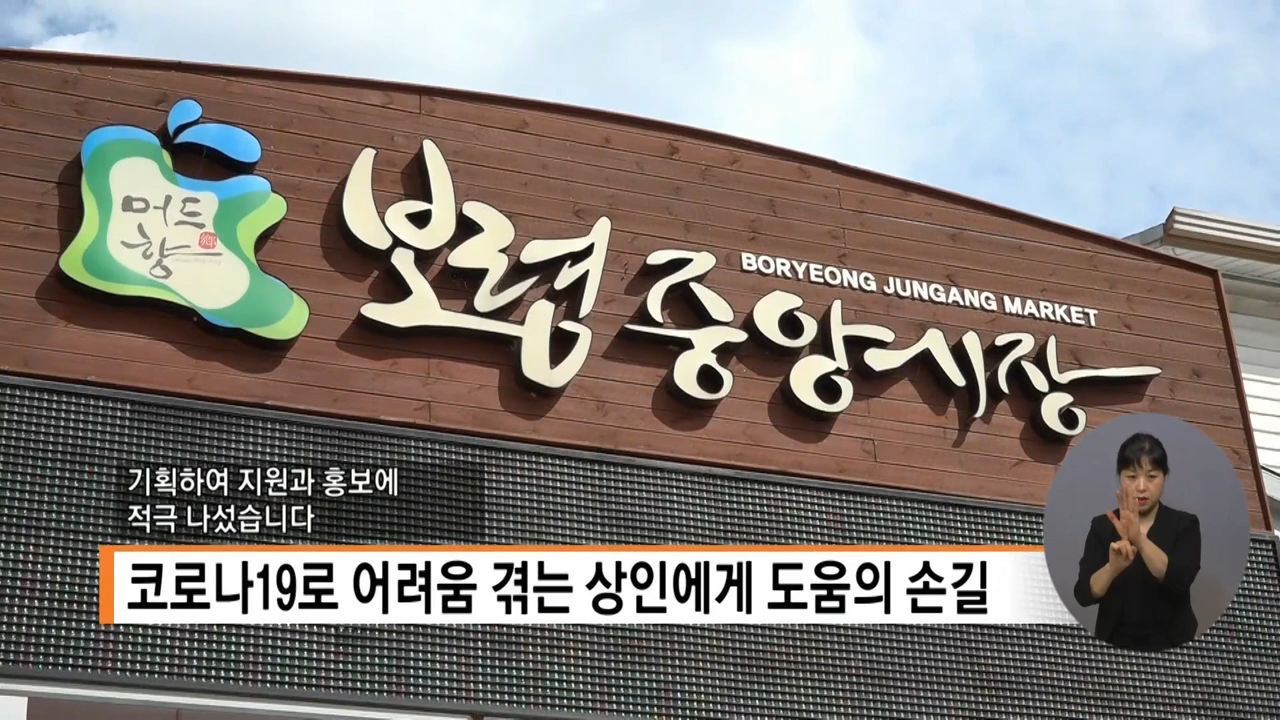 머드
향
보령중앙시장
BORYEONG JUNGANG MARKET
기획하여 지원과 홍보에
적극 나섰습니다
코로나19로 어려움 겪는 상인에게 도움의 손길